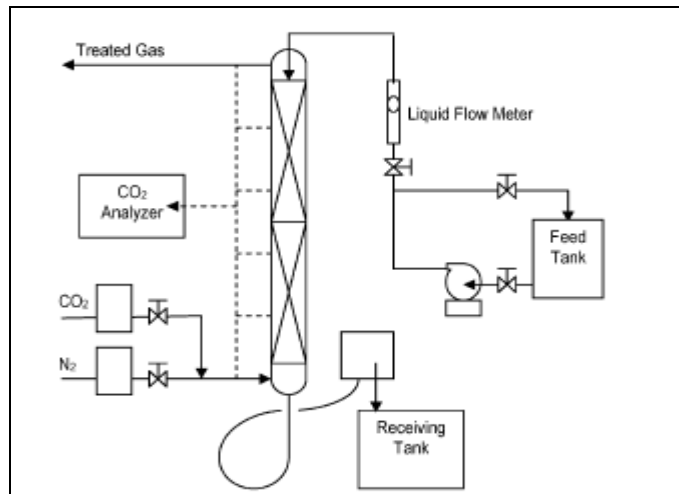 Treated Gas
Liquid Flow Meter
CO₂
Analyzer
Feed
Tank
CO₂
N₂
Receiving
Tank